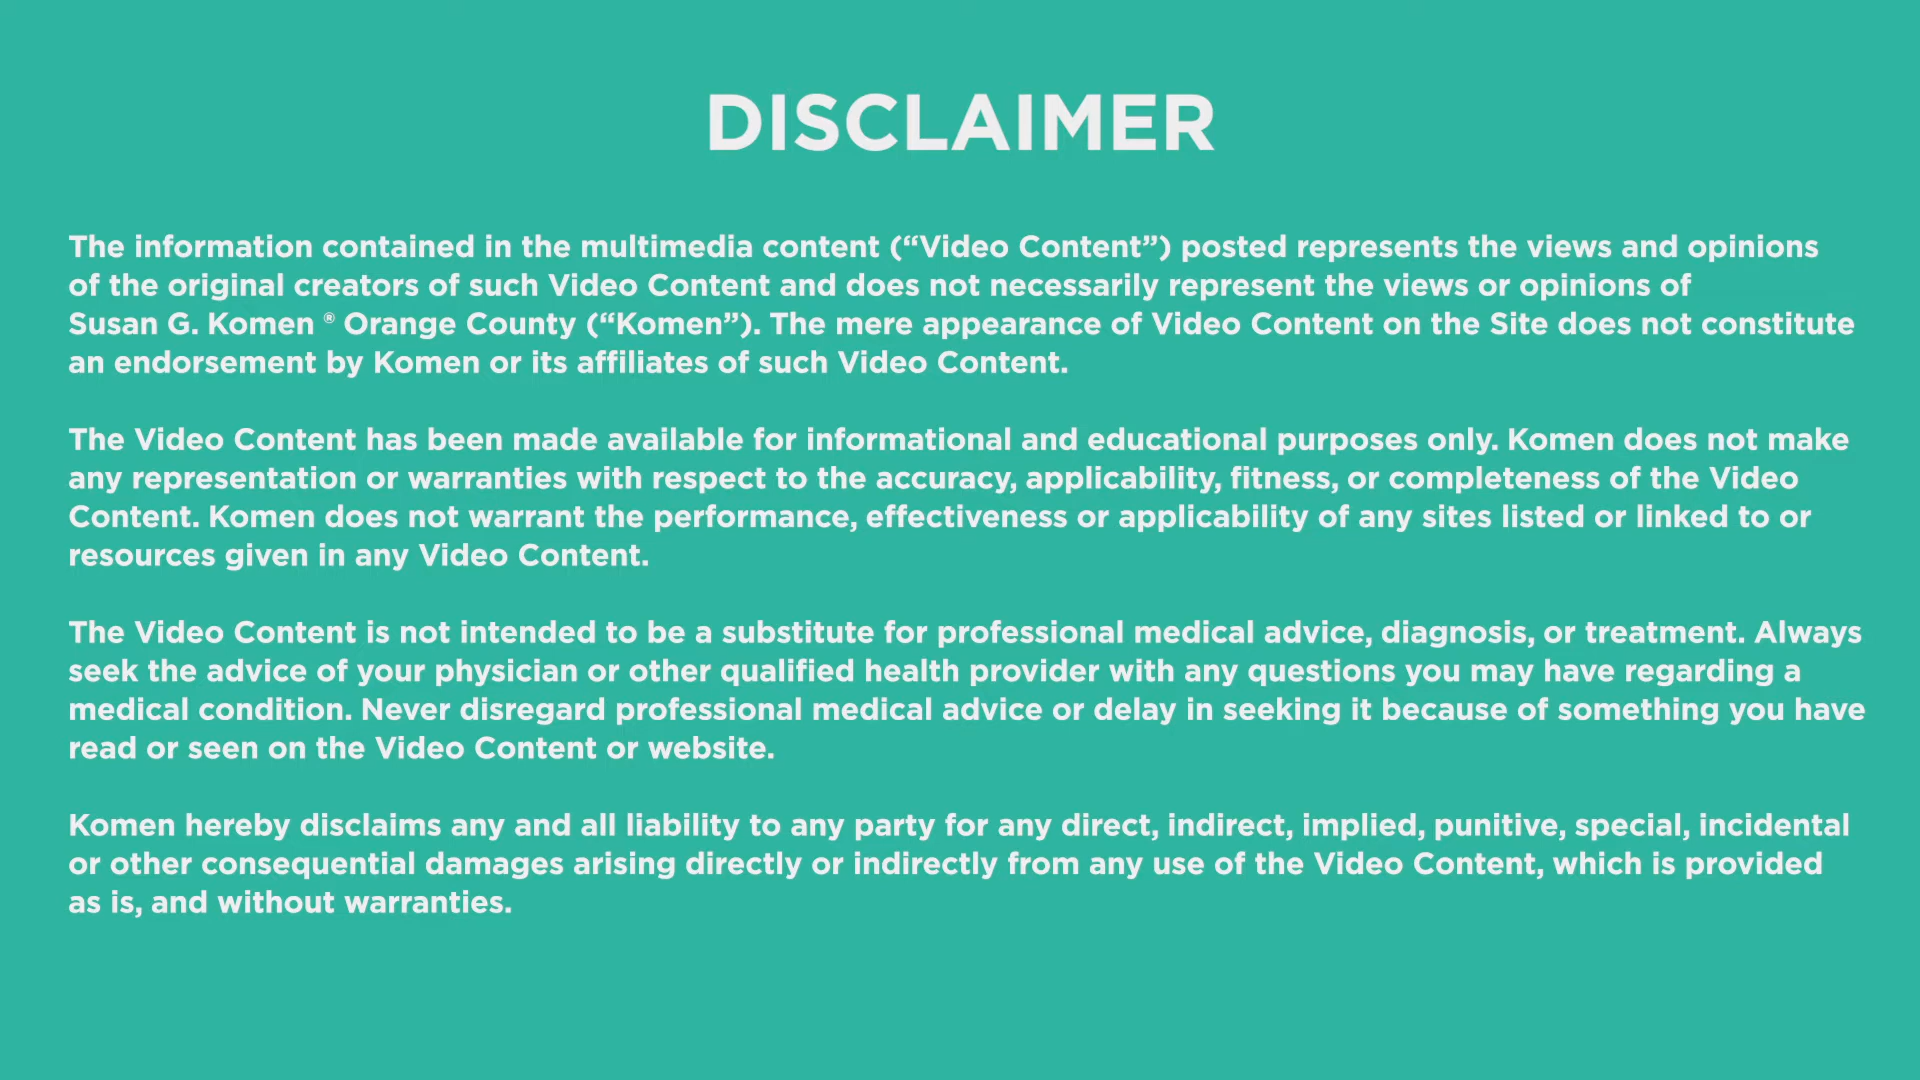 DISCLAIMER
The information contained in the multimedia content (“Video Content”) posted represents the views and opinions
of the original creators of such Video Content and does not necessarily represent the views or opinions of
Susan G. Komen ® Orange County (“Komen”). The mere appearance of Video Content on the Site does not constitute
an endorsement by Komen or its affiliates of such Video Content.
The Video Content has been made available for informational and educational purposes only. Komen does not make
any representation or warranties with respect to the accuracy, applicability, fitness, or completeness of the Video
Content. Komen does not warrant the performance, effectiveness or applicability of any sites listed or linked to or
resources given in any Video Content.
The Video Content is not intended to be a substitute for professional medical advice, diagnosis, or treatment. Always
seek the advice of your physician or other qualified health provider with any questions you may have regarding a
medical condition. Never disregard professional medical advice or delay in seeking it because of something you have
read or seen on the Video Content or website.
Komen hereby disclaims any and all liability to any party for any direct, indirect, implied, punitive, special, incidental
or other consequential damages arising directly or indirectly from any use of the Video Content, which is provided
as is, and without warranties.